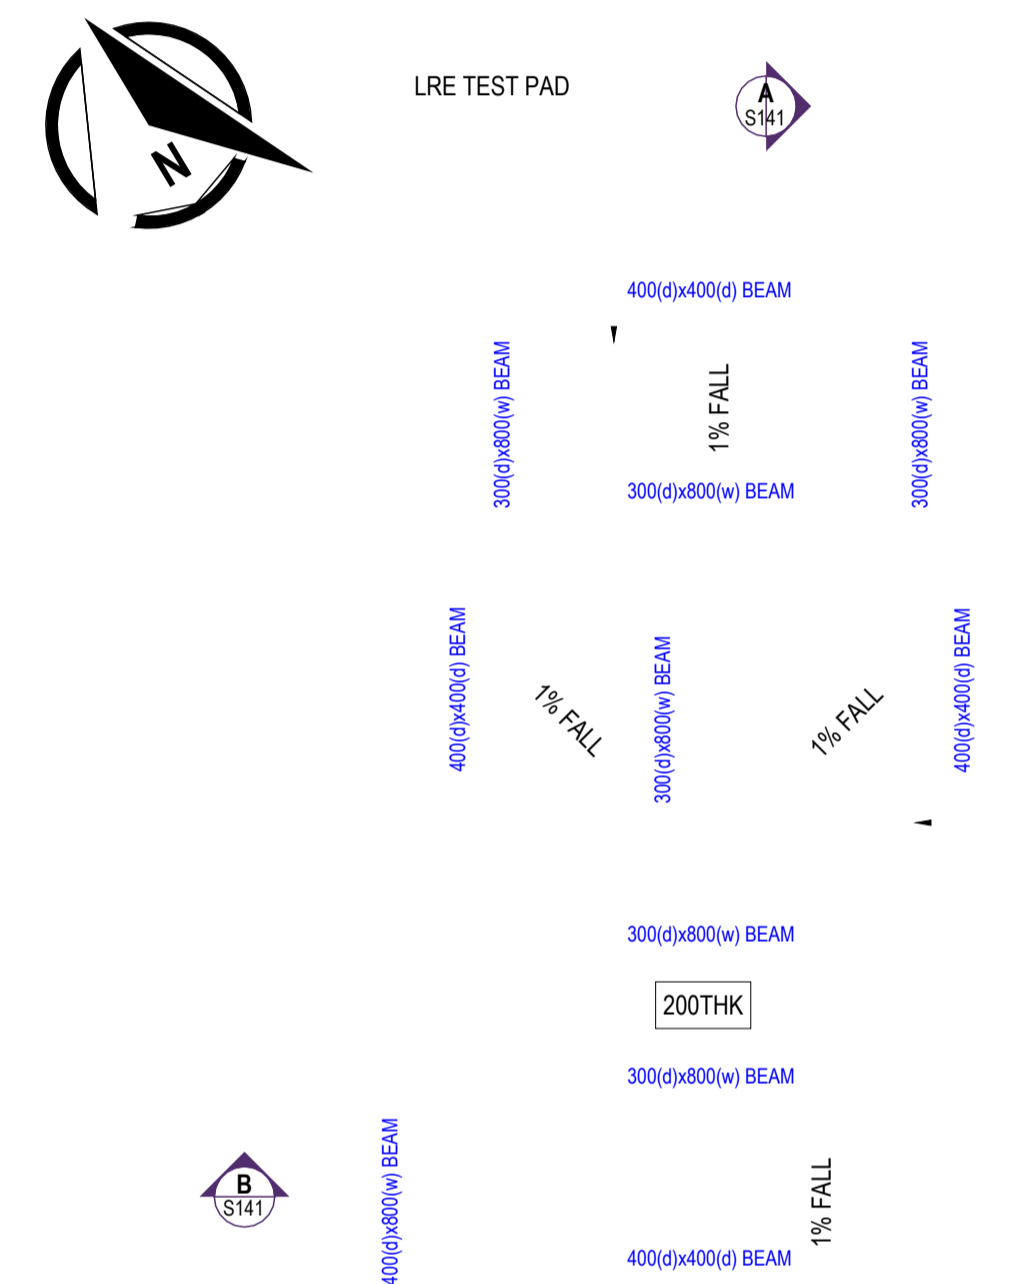 LRE TEST PAD
A
S141
N
400(d)x400(d) BEAM
300(d)x800(w) BEAM
1% FALL
300(d)x800(w) BEAM
300(d)x800(w) BEAM
400(d)x400(d) BEAM
1% FALL
300(d)x800(w) BEAM
1% FALL
400(d)x400(d) BEAM
300(d)x800(w) BEAM
200THK
300(d)x800(w) BEAM
B
S141
400(d)x800(w) BEAM
1% FALL
400(d)x400(d) BEAM